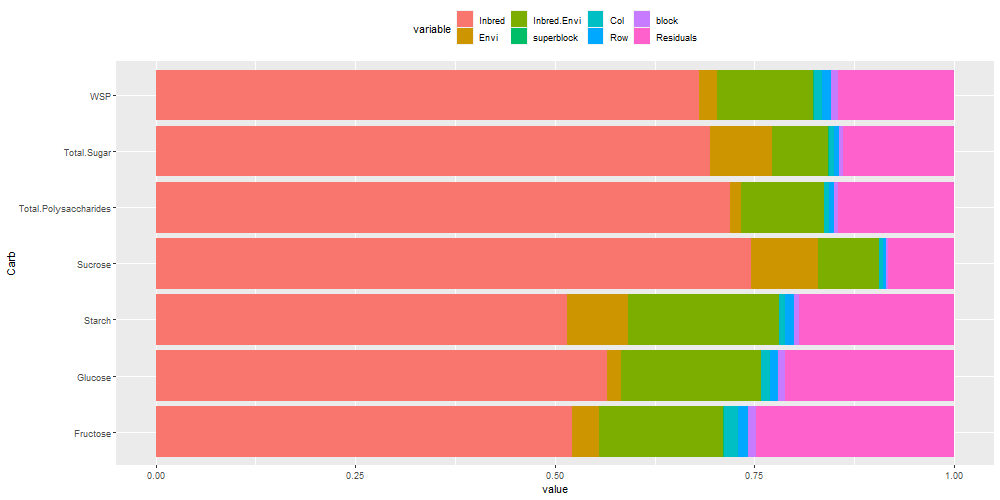 variable Inbred Inbred.Envi Col block
Envi superblock Row Residuals
Carb
WSP
Total.Sugar
Total.Polysaccharides
Sucrose
Starch
Glucose
Fructose
0.00 0.25 0.50 0.75 1.00
value